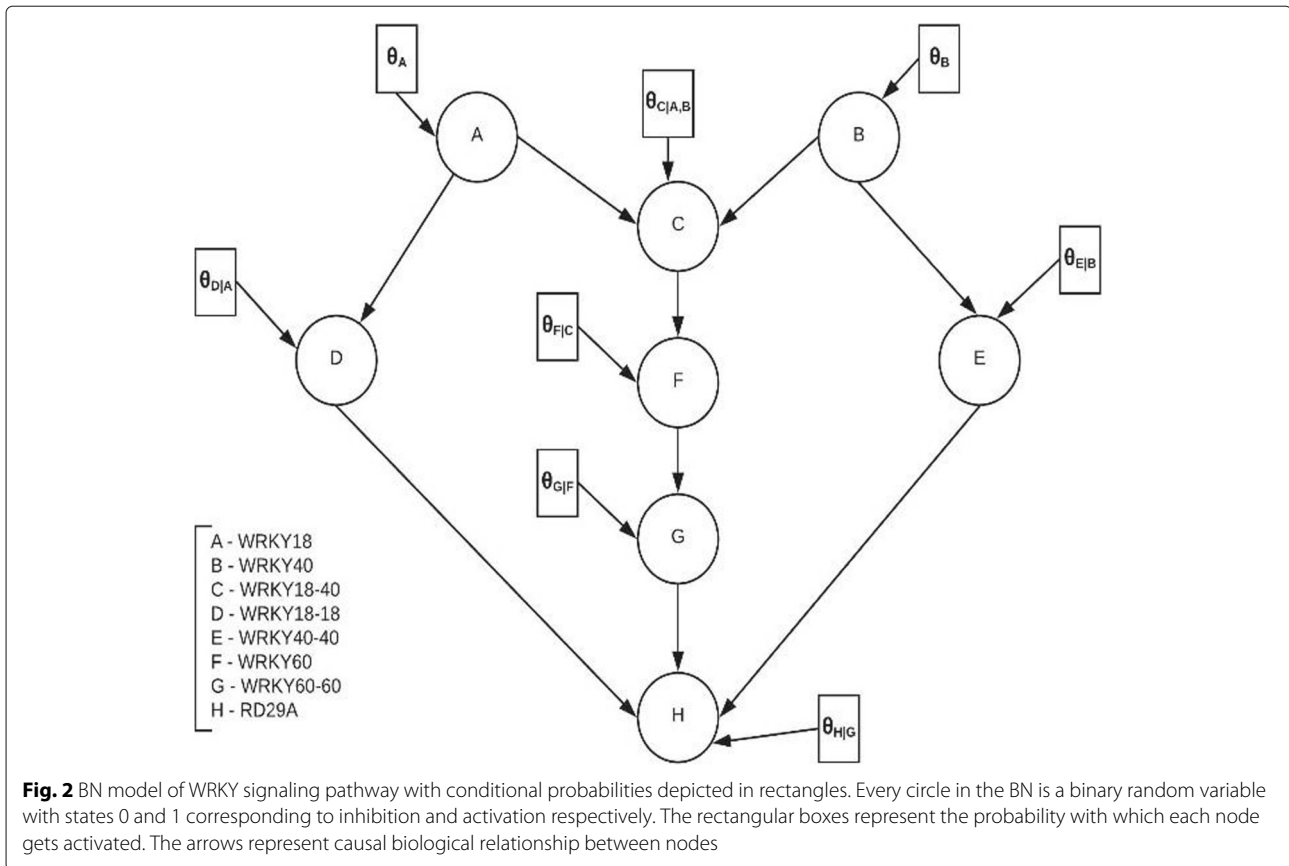 θA
θB
θC|A,B
A
B
C
θD|A
θE|B
θF|C
D
E
F
θG|F
G
A - WRKY18
B - WRKY40
C - WRKY18-40
D - WRKY18-18
E - WRKY40-40
F - WRKY60
G - WRKY60-60
H - RD29A
H
θH|G
Fig. 2 BN model of WRKY signaling pathway with conditional probabilities depicted in rectangles. Every circle in the BN is a binary random variable
with states 0 and 1 corresponding to inhibition and activation respectively. The rectangular boxes represent the probability with which each node
gets activated. The arrows represent causal biological relationship between nodes